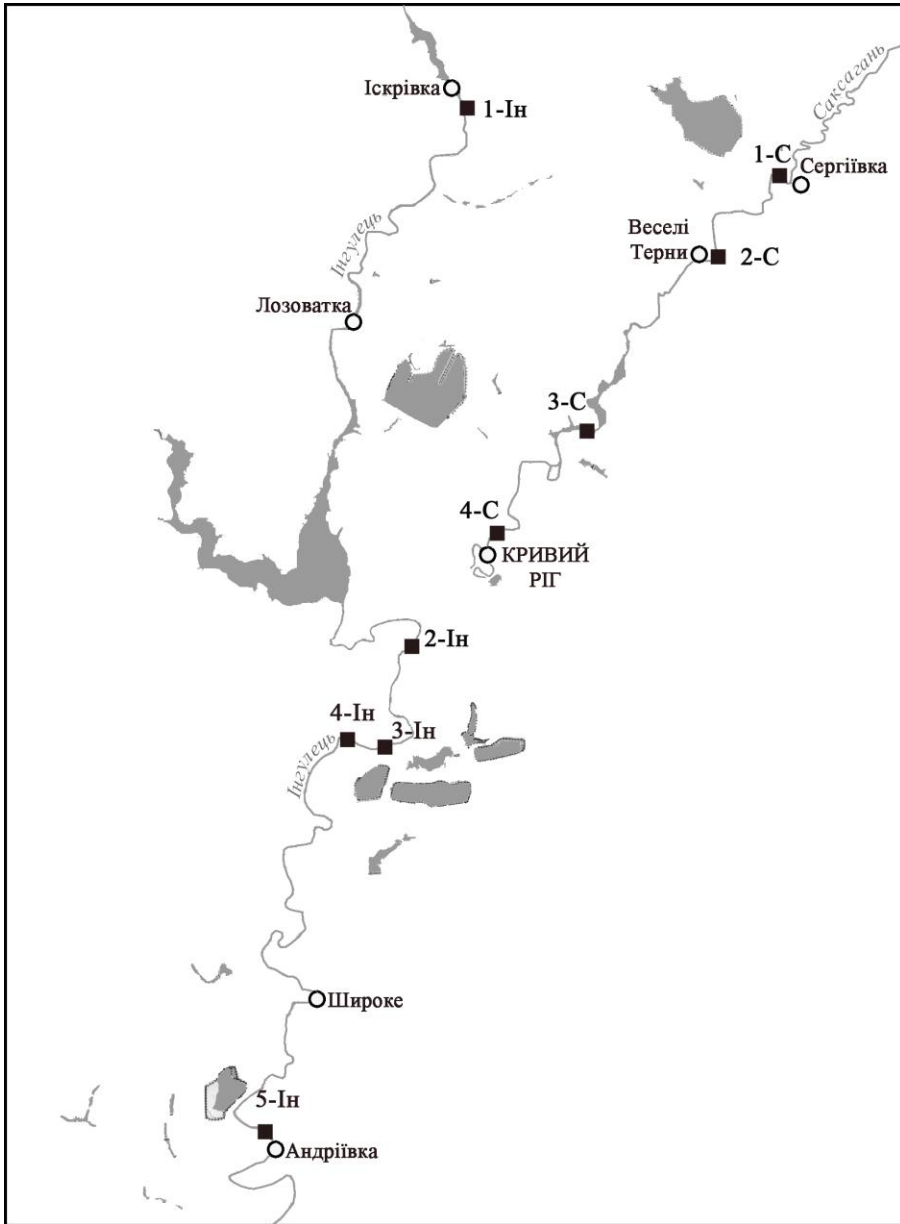 Іскрівка
1-Ін
Саксагань
1-С
Сергіївка
Веселі
Терни
2-С
Інгулець
Лозоватка
3-С
4-С
КРИВИЙ
РІГ
2-Ін
4-Ін
3-Ін
Інгулець
Широке
5-Ін
Андріївка